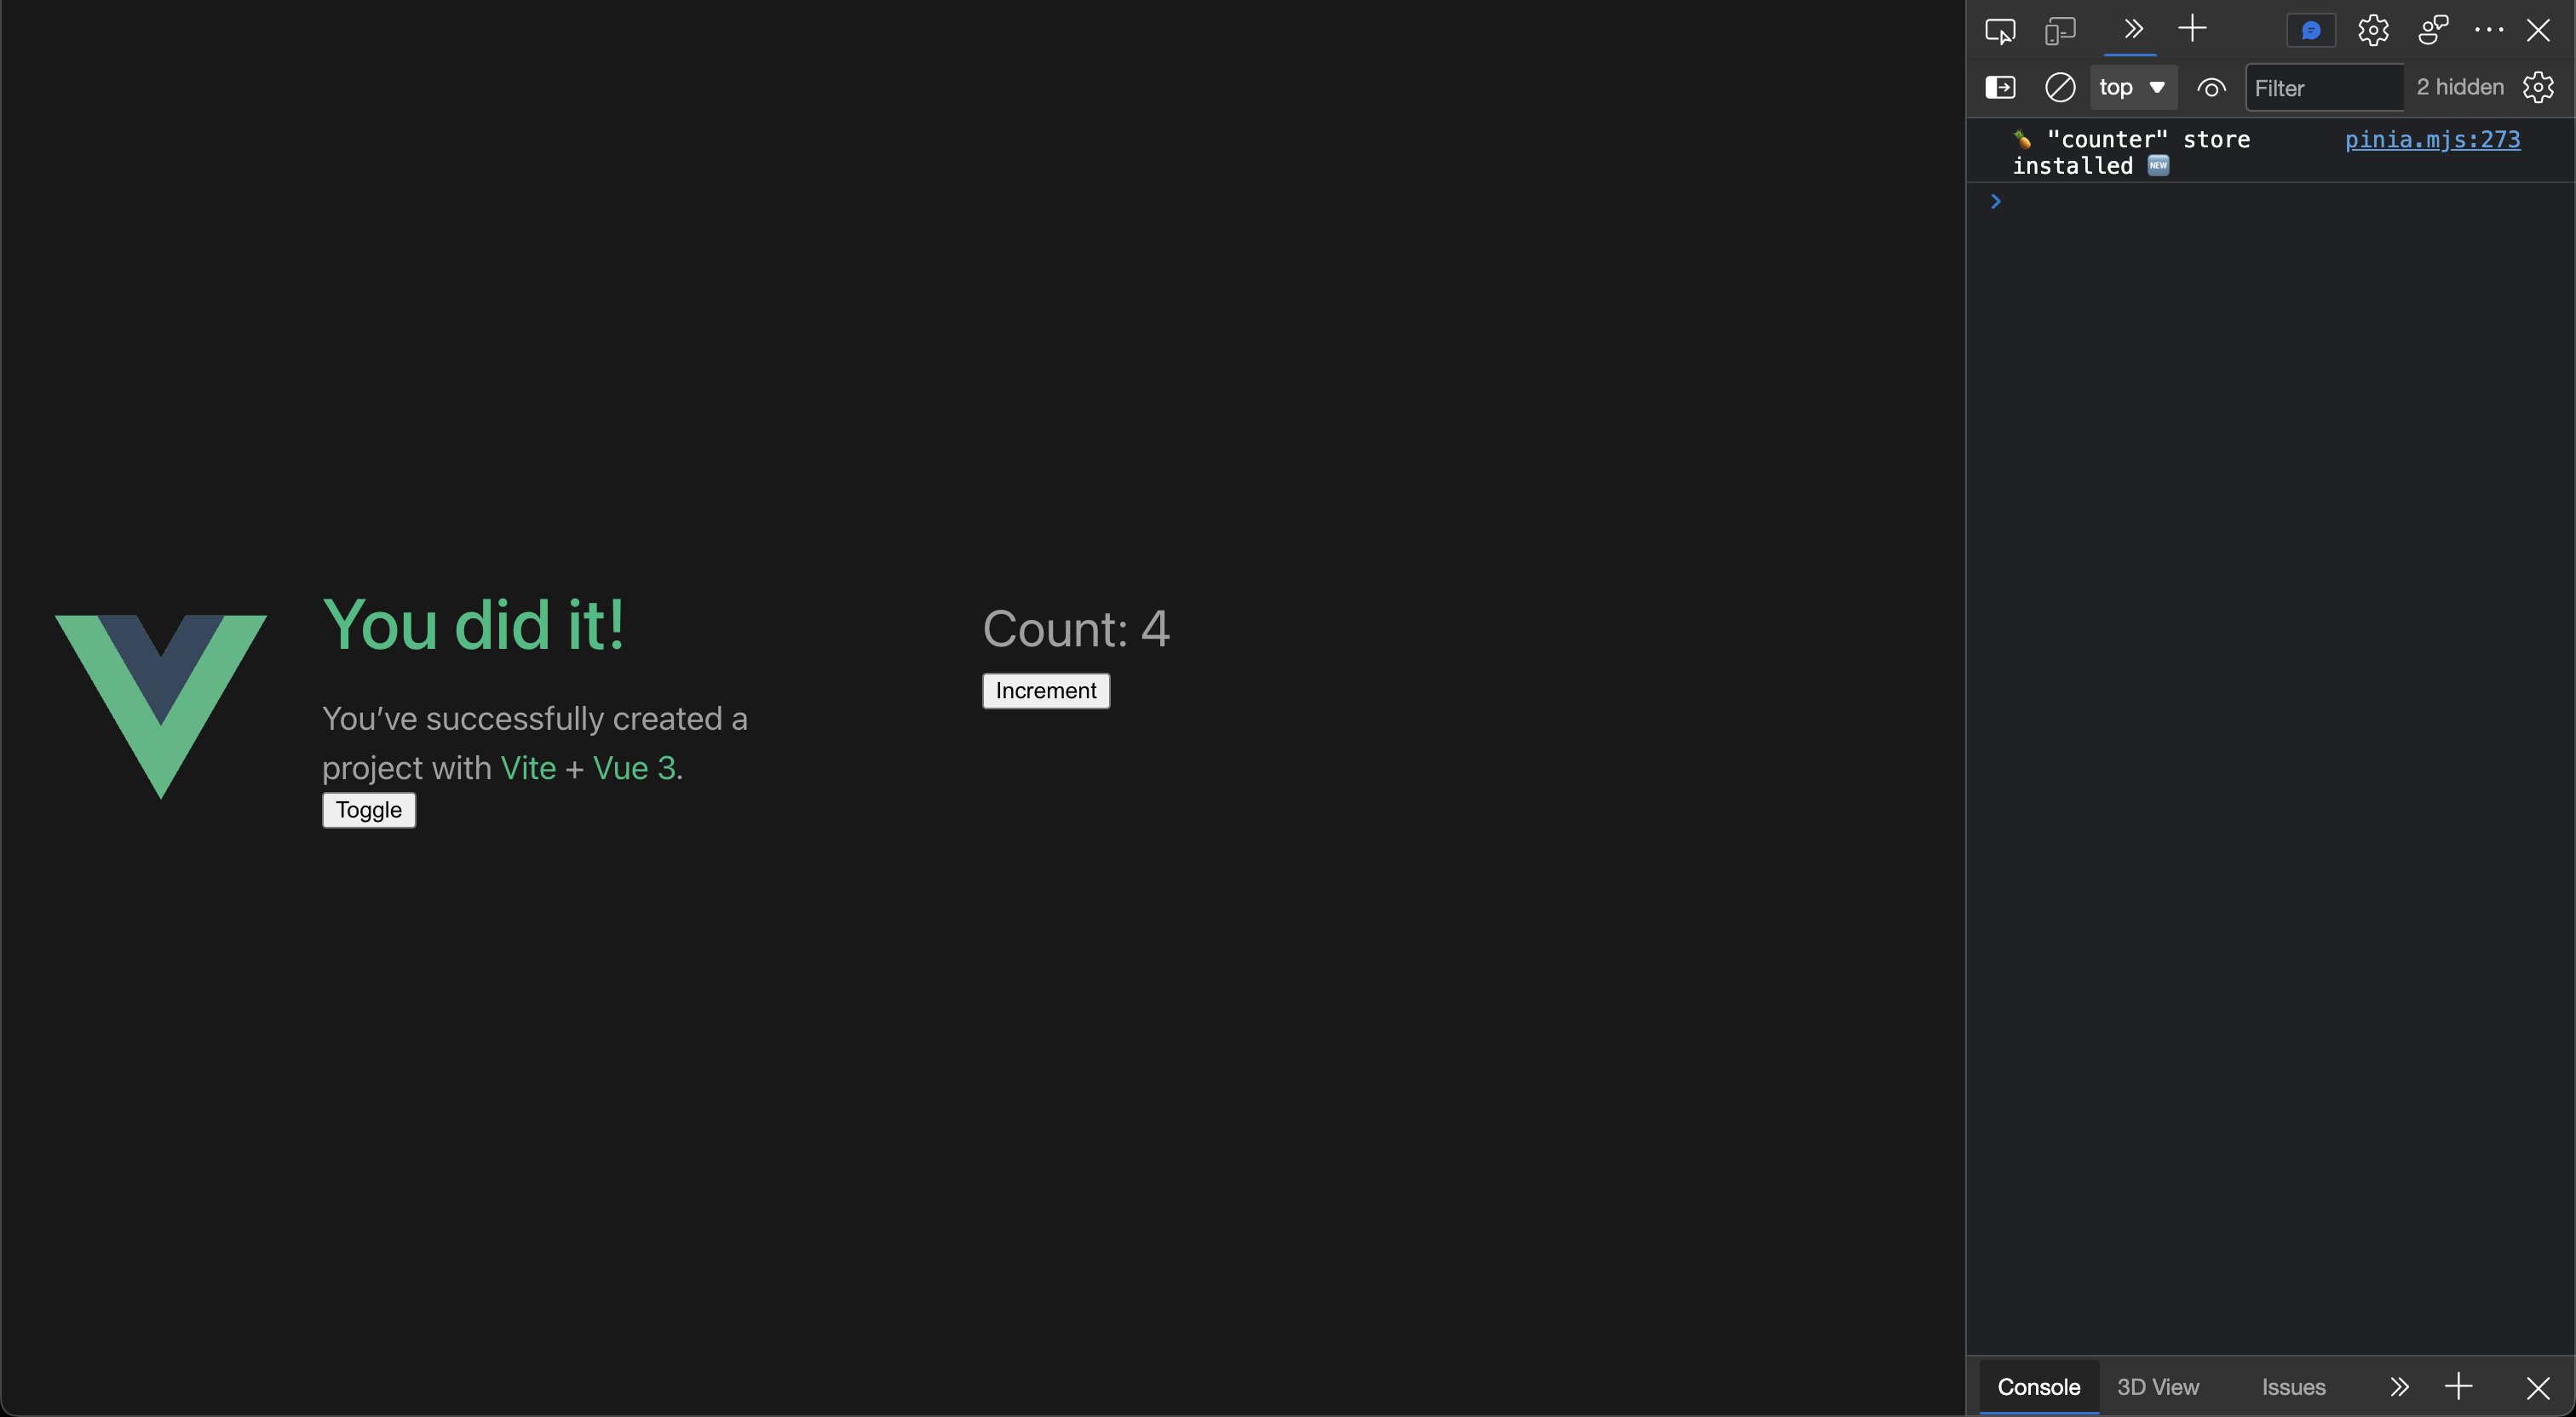 You did it!
You’ve successfully created a
project with Vite + Vue 3.
Toggle
Count: 4
Increment
top
Filter
2 hidden
"counter" store
installed NEW
pinia.mjs:273
Console
3D View
Issues